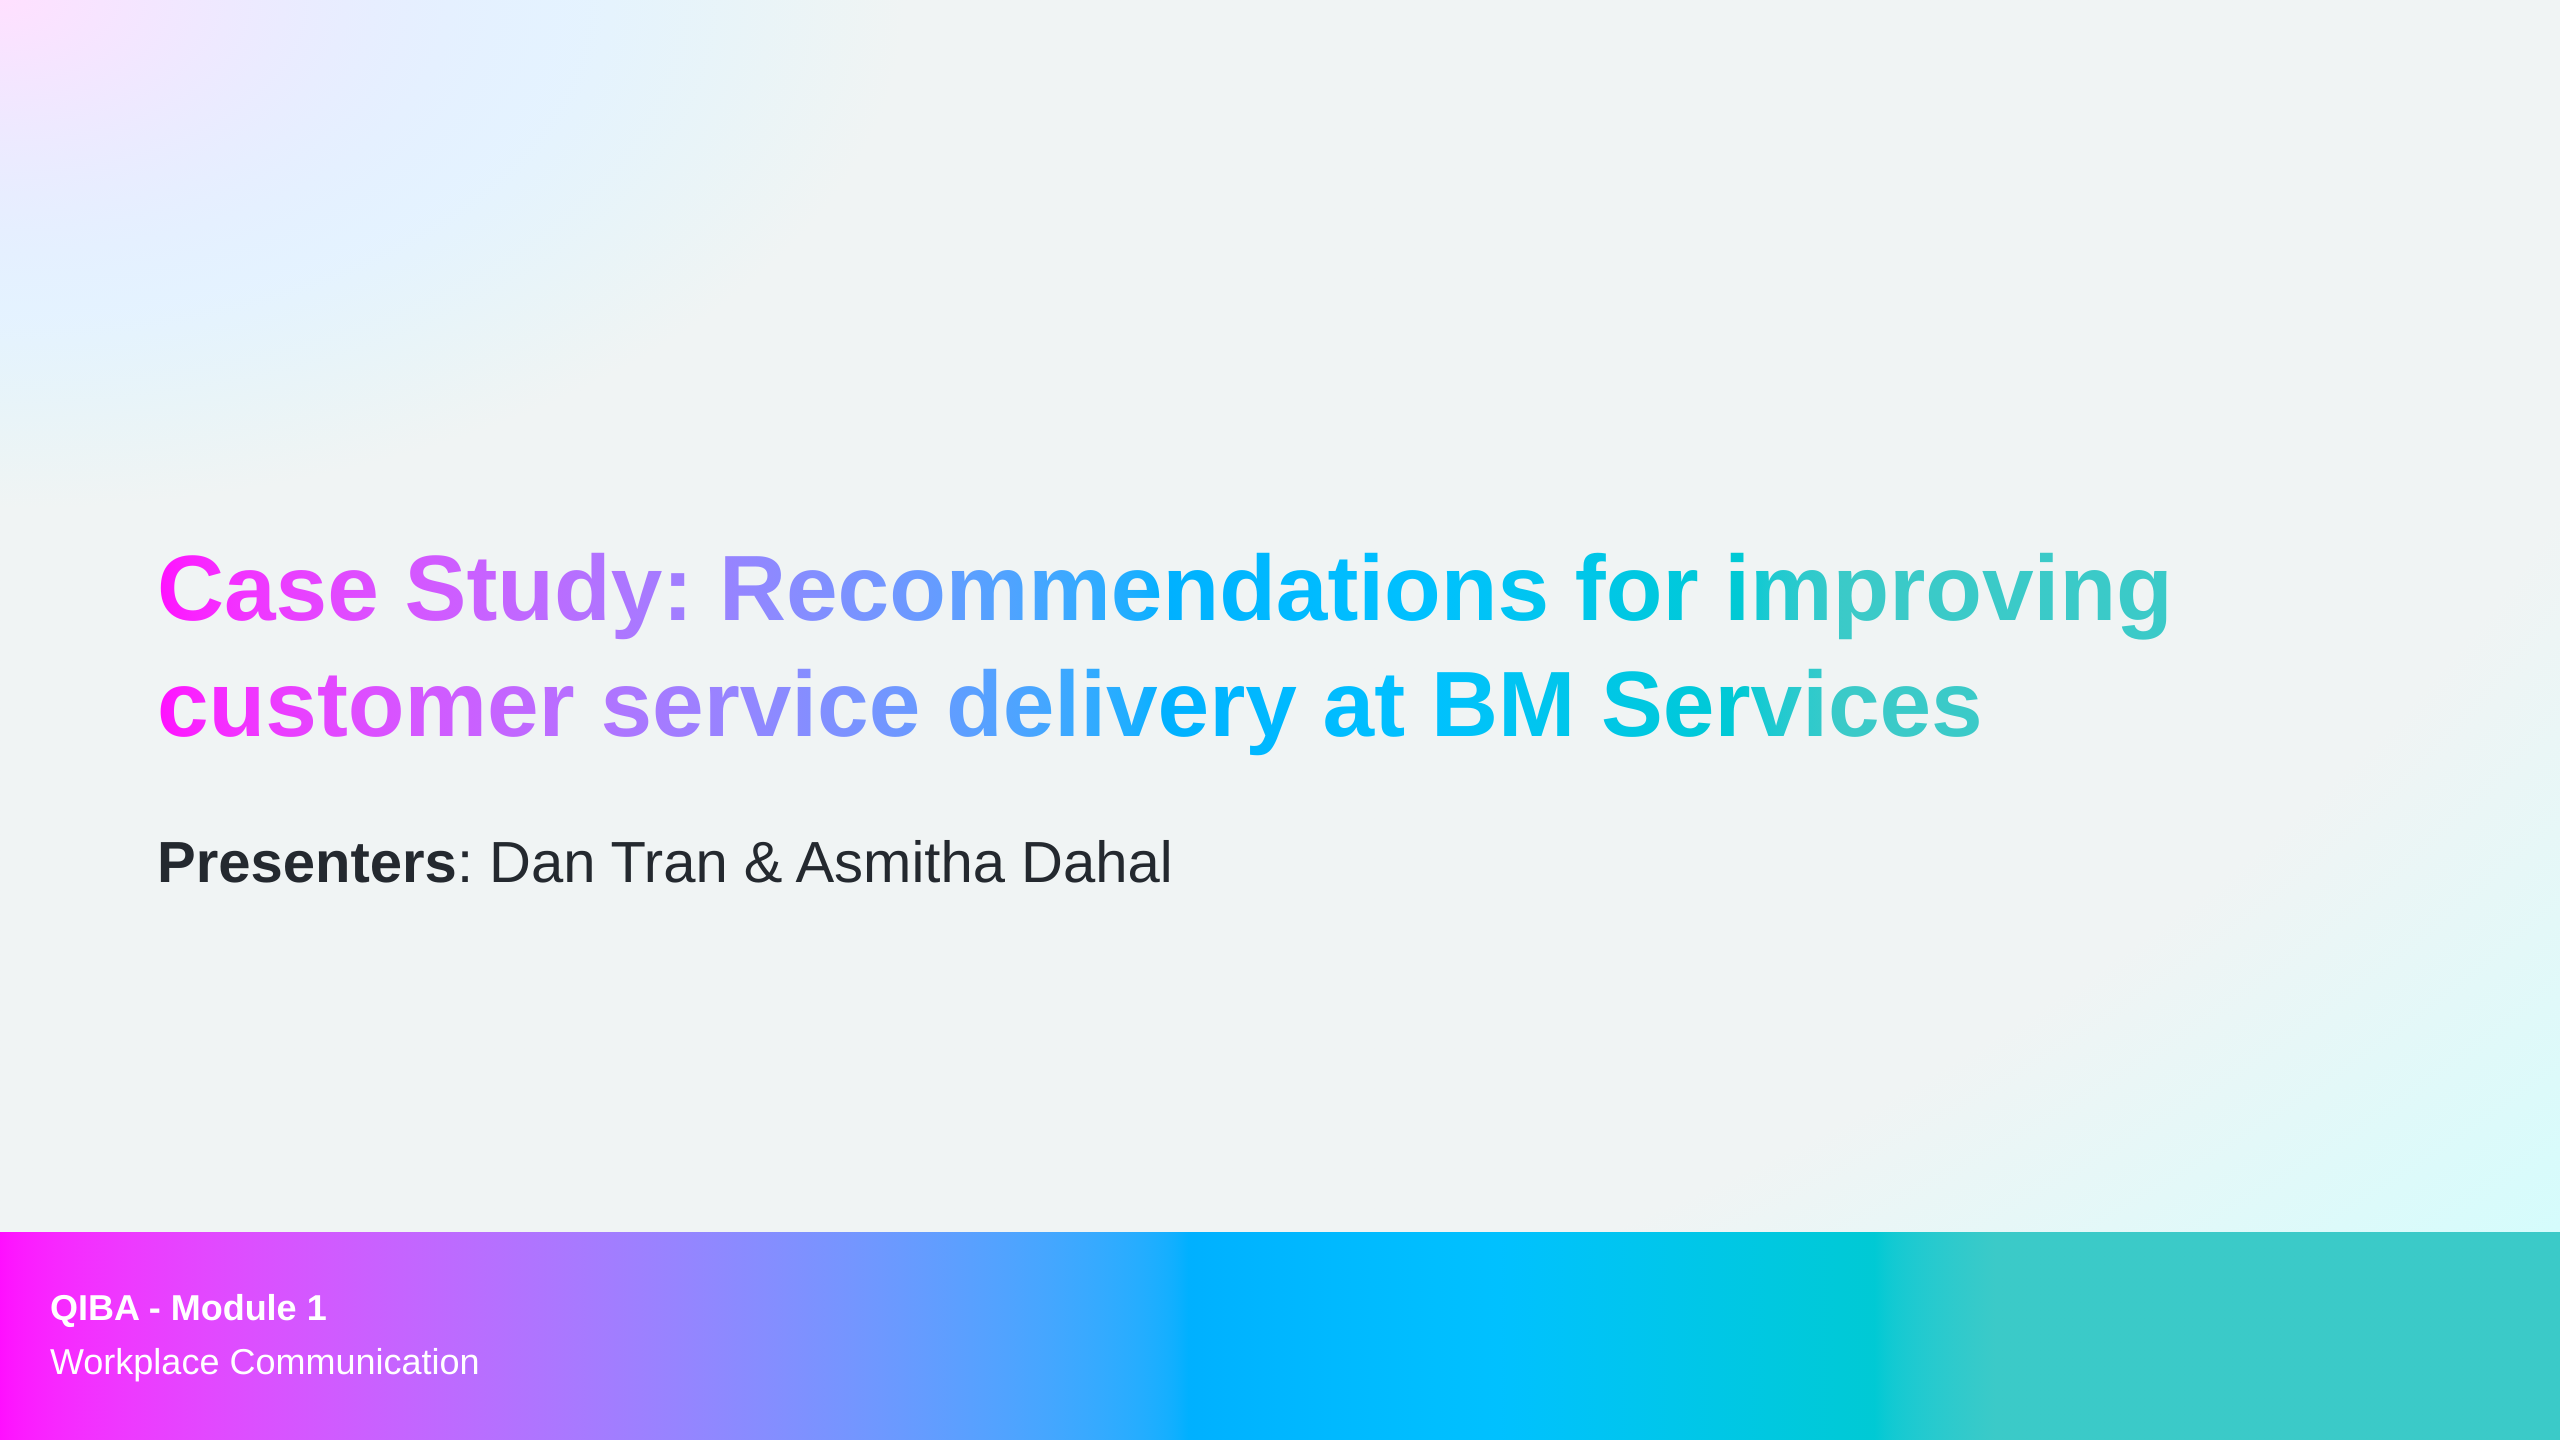 Case Study: Recommendations for improving
customer service delivery at BM Services
Presenters: Dan Tran & Asmitha Dahal
QIBA - Module 1
Workplace Communication